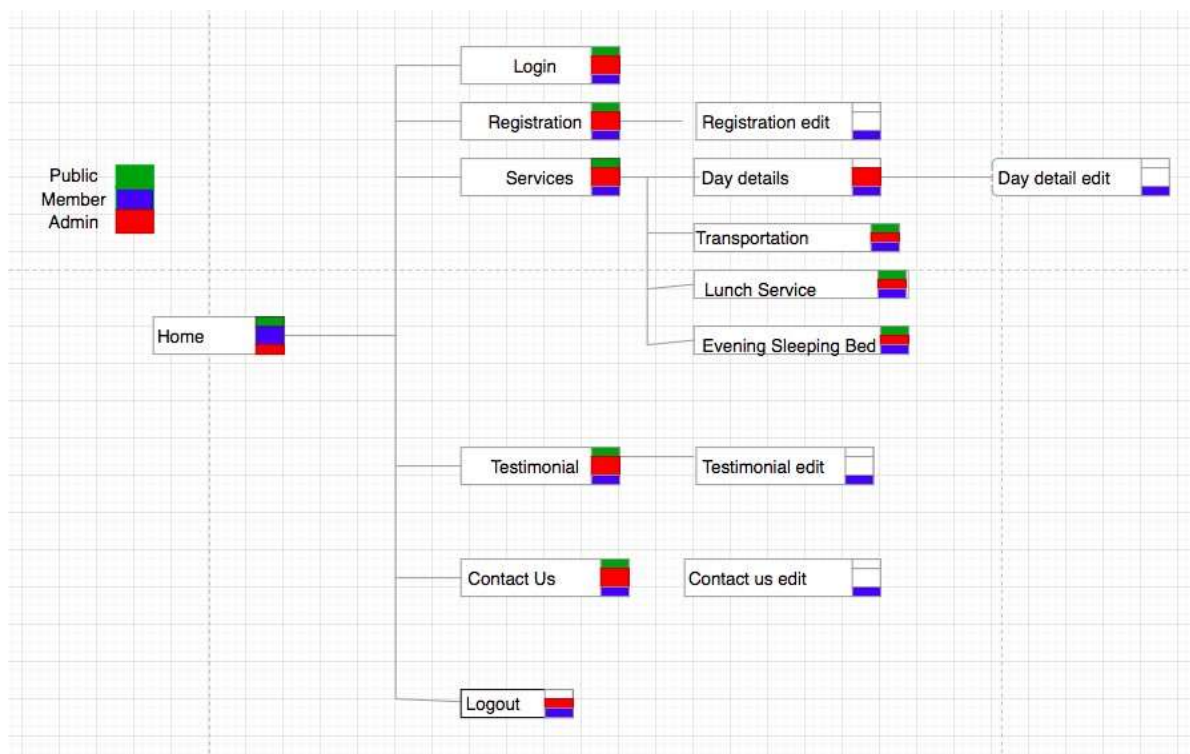 Login
Registration
Registration edit
Services
Day details
Day detail edit
Public
Member
Admin
Transportation
Lunch Service
Home
Evening Sleeping Bed
Testimonial
Testimonial edit
Contact Us
Contact us edit
Logout